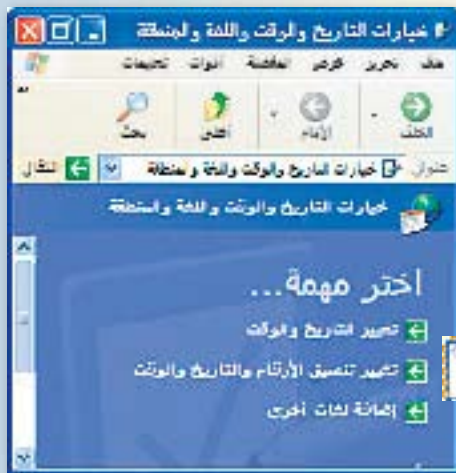 خيارات التاريخ والوقت واللغة والمنطقة
ملف تحرير عرض المفضلة أدوات تعليمات
الخلف الأمام أعلى بحث
عنوان خيارات التاريخ والوقت واللغة والمنطقة انتقال
خيارات التاريخ والوقت واللغة والمنطقة
اختر مهمة...
تغيير التاريخ والوقت
تغيير تنسيق الأرقام والتاريخ والوقت
إضافة لغات أخرى